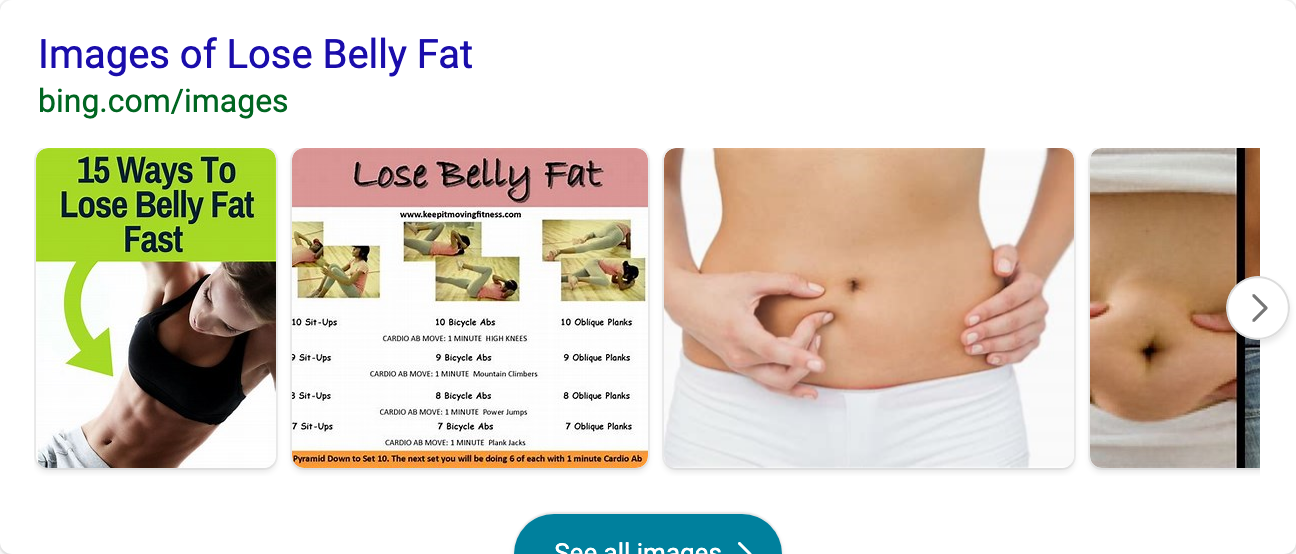 Images of Lose Belly Fat
bing.com/images
15 Ways To
Lose Belly Fat
Fast
Lose Belly Fat
www.keepitmovingfitness.com
10 Sit-Ups 10 Bicycle Abs 10 Oblique Planks
CARDIO AB MOVE: 1 MINUTE HIGH KNEES
9 Sit-Ups 9 Bicycle Abs 9 Oblique Planks
CARDIO AB MOVE: 1 MINUTE Mountain Climbers
8 Sit-Ups 8 Bicycle Abs 8 Oblique Planks
CARDIO AB MOVE: 1 MINUTE Power Jumps
7 Sit-Ups 7 Bicycle Abs 7 Oblique Planks
CARDIO AB MOVE: 1 MINUTE Plank Jacks
Pyramid Down to Set 10. The next set you will be doing 6 of each with 1 minute Cardio Ab
See all images